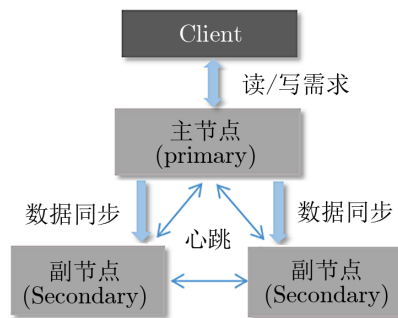 Client
读/写需求
主节点
(primary)
数据同步
数据同步
心跳
副节点
(Secondary)
副节点
(Secondary)